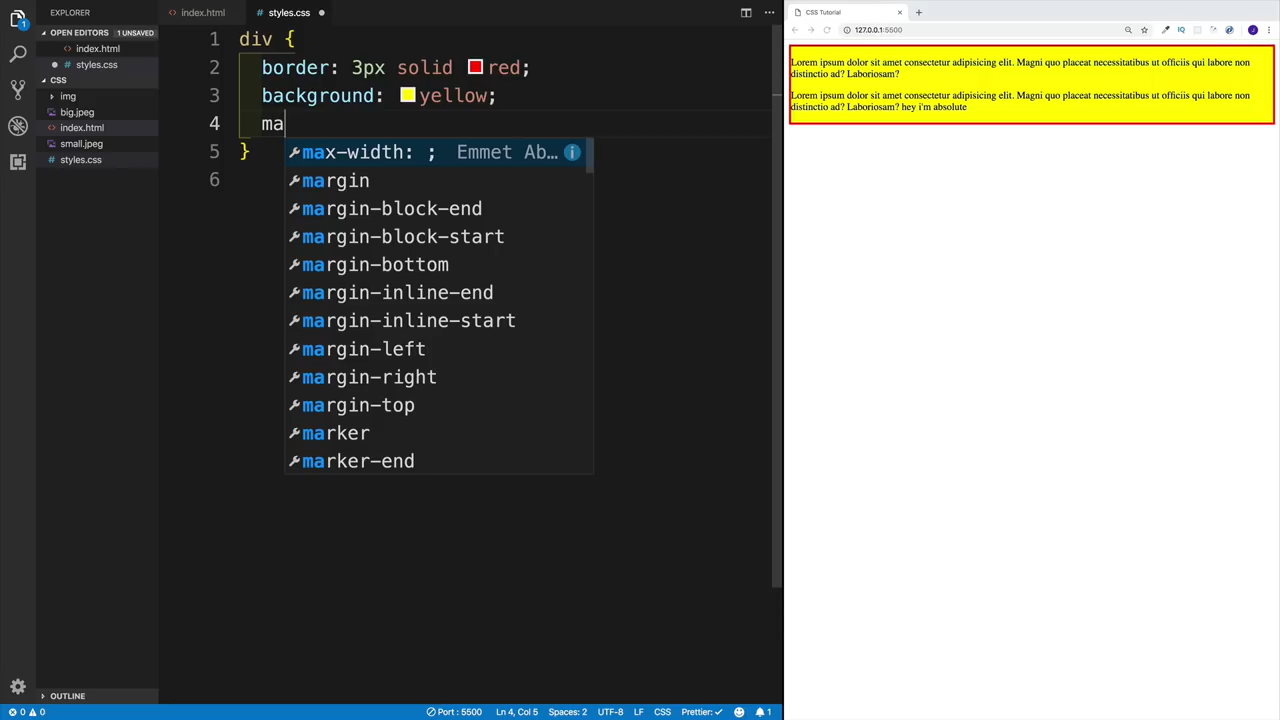 EXPLORER
OPEN EDITORS 1 UNSAVED
index.html
styles.css
CSS
img
big.jpeg
index.html
small.jpeg
styles.css
OUTLINE
index.html
styles.css
1 div {
2 border: 3px solid red;
3 background: yellow;
4 ma
5 }
6
max-width: ; Emmet Ab...
margin
margin-block-end
margin-block-start
margin-bottom
margin-inline-end
margin-inline-start
margin-left
margin-right
margin-top
marker
marker-end
0 0
Port : 5500
Ln 4, Col 5
Spaces: 2
UTF-8
LF
CSS
Prettier: ✓
1
CSS Tutorial
127.0.0.1:5500
IQ
J
Lorem ipsum dolor sit amet consectetur adipisicing elit. Magni quo placeat necessitatibus ut officiis qui labore non
distinctio ad? Laboriosam?
Lorem ipsum dolor sit amet consectetur adipisicing elit. Magni quo placeat necessitatibus ut officiis qui labore non
distinctio ad? Laboriosam? hey i'm absolute